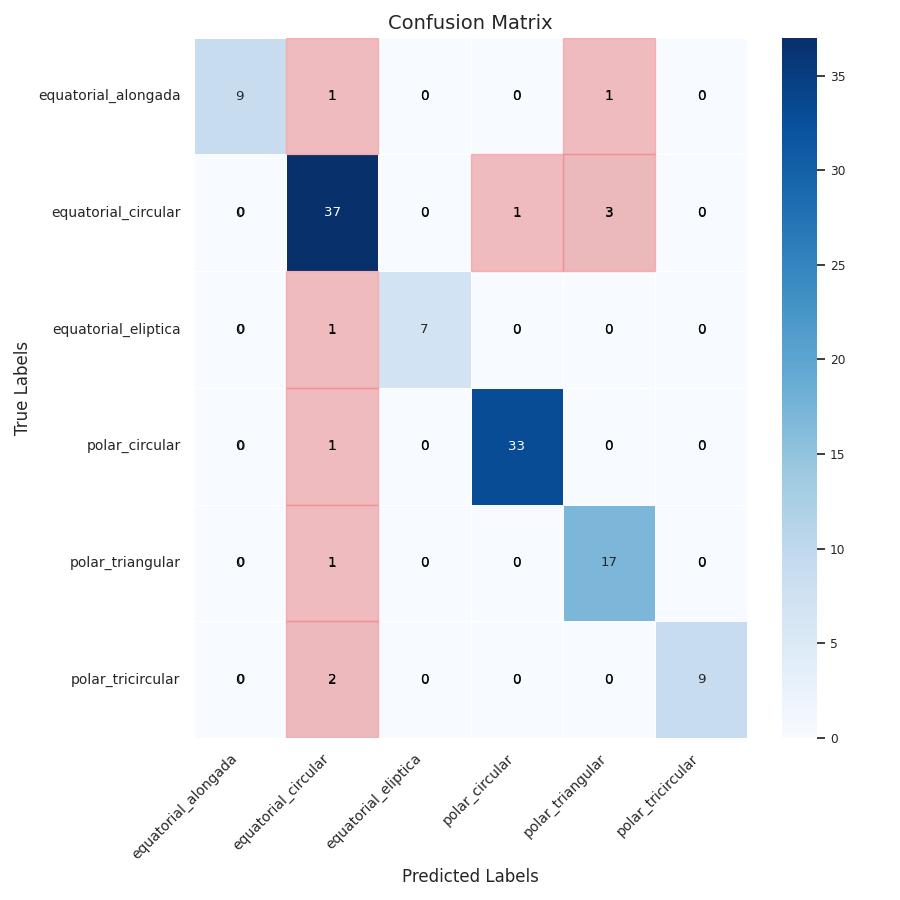 Confusion Matrix
True Labels
equatorial_alongada 9 1 0 0 1 0
equatorial_circular 0 37 0 1 3 0
equatorial_eliptica 0 1 7 0 0 0
polar_circular 0 1 0 33 0 0
polar_triangular 0 1 0 0 17 0
polar_tricircular 0 2 0 0 0 9
equatorial_alongada equatorial_circular equatorial_eliptica polar_circular polar_triangular polar_tricircular
Predicted Labels
35
30
25
20
15
10
5
0